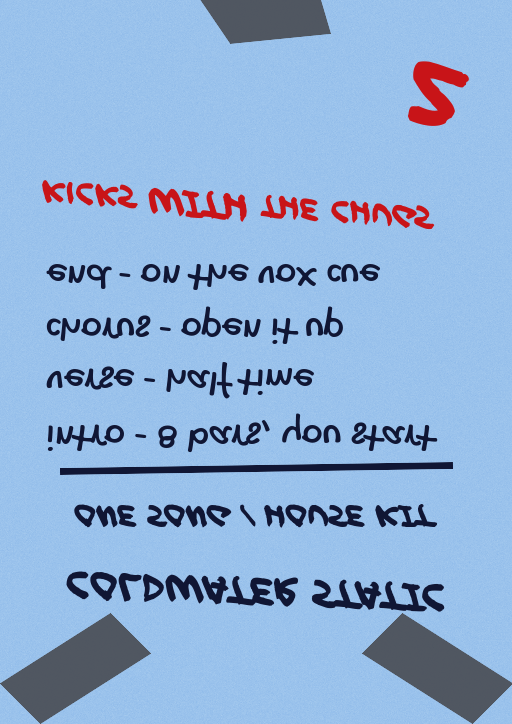 COLDWATER STATIC
ONE SONG / HOUSE KIT
intro - 8 bars, you start
verse - half time
chorus - open it up
end - on the vox cue
KICKS WITH THE CHUGS
2